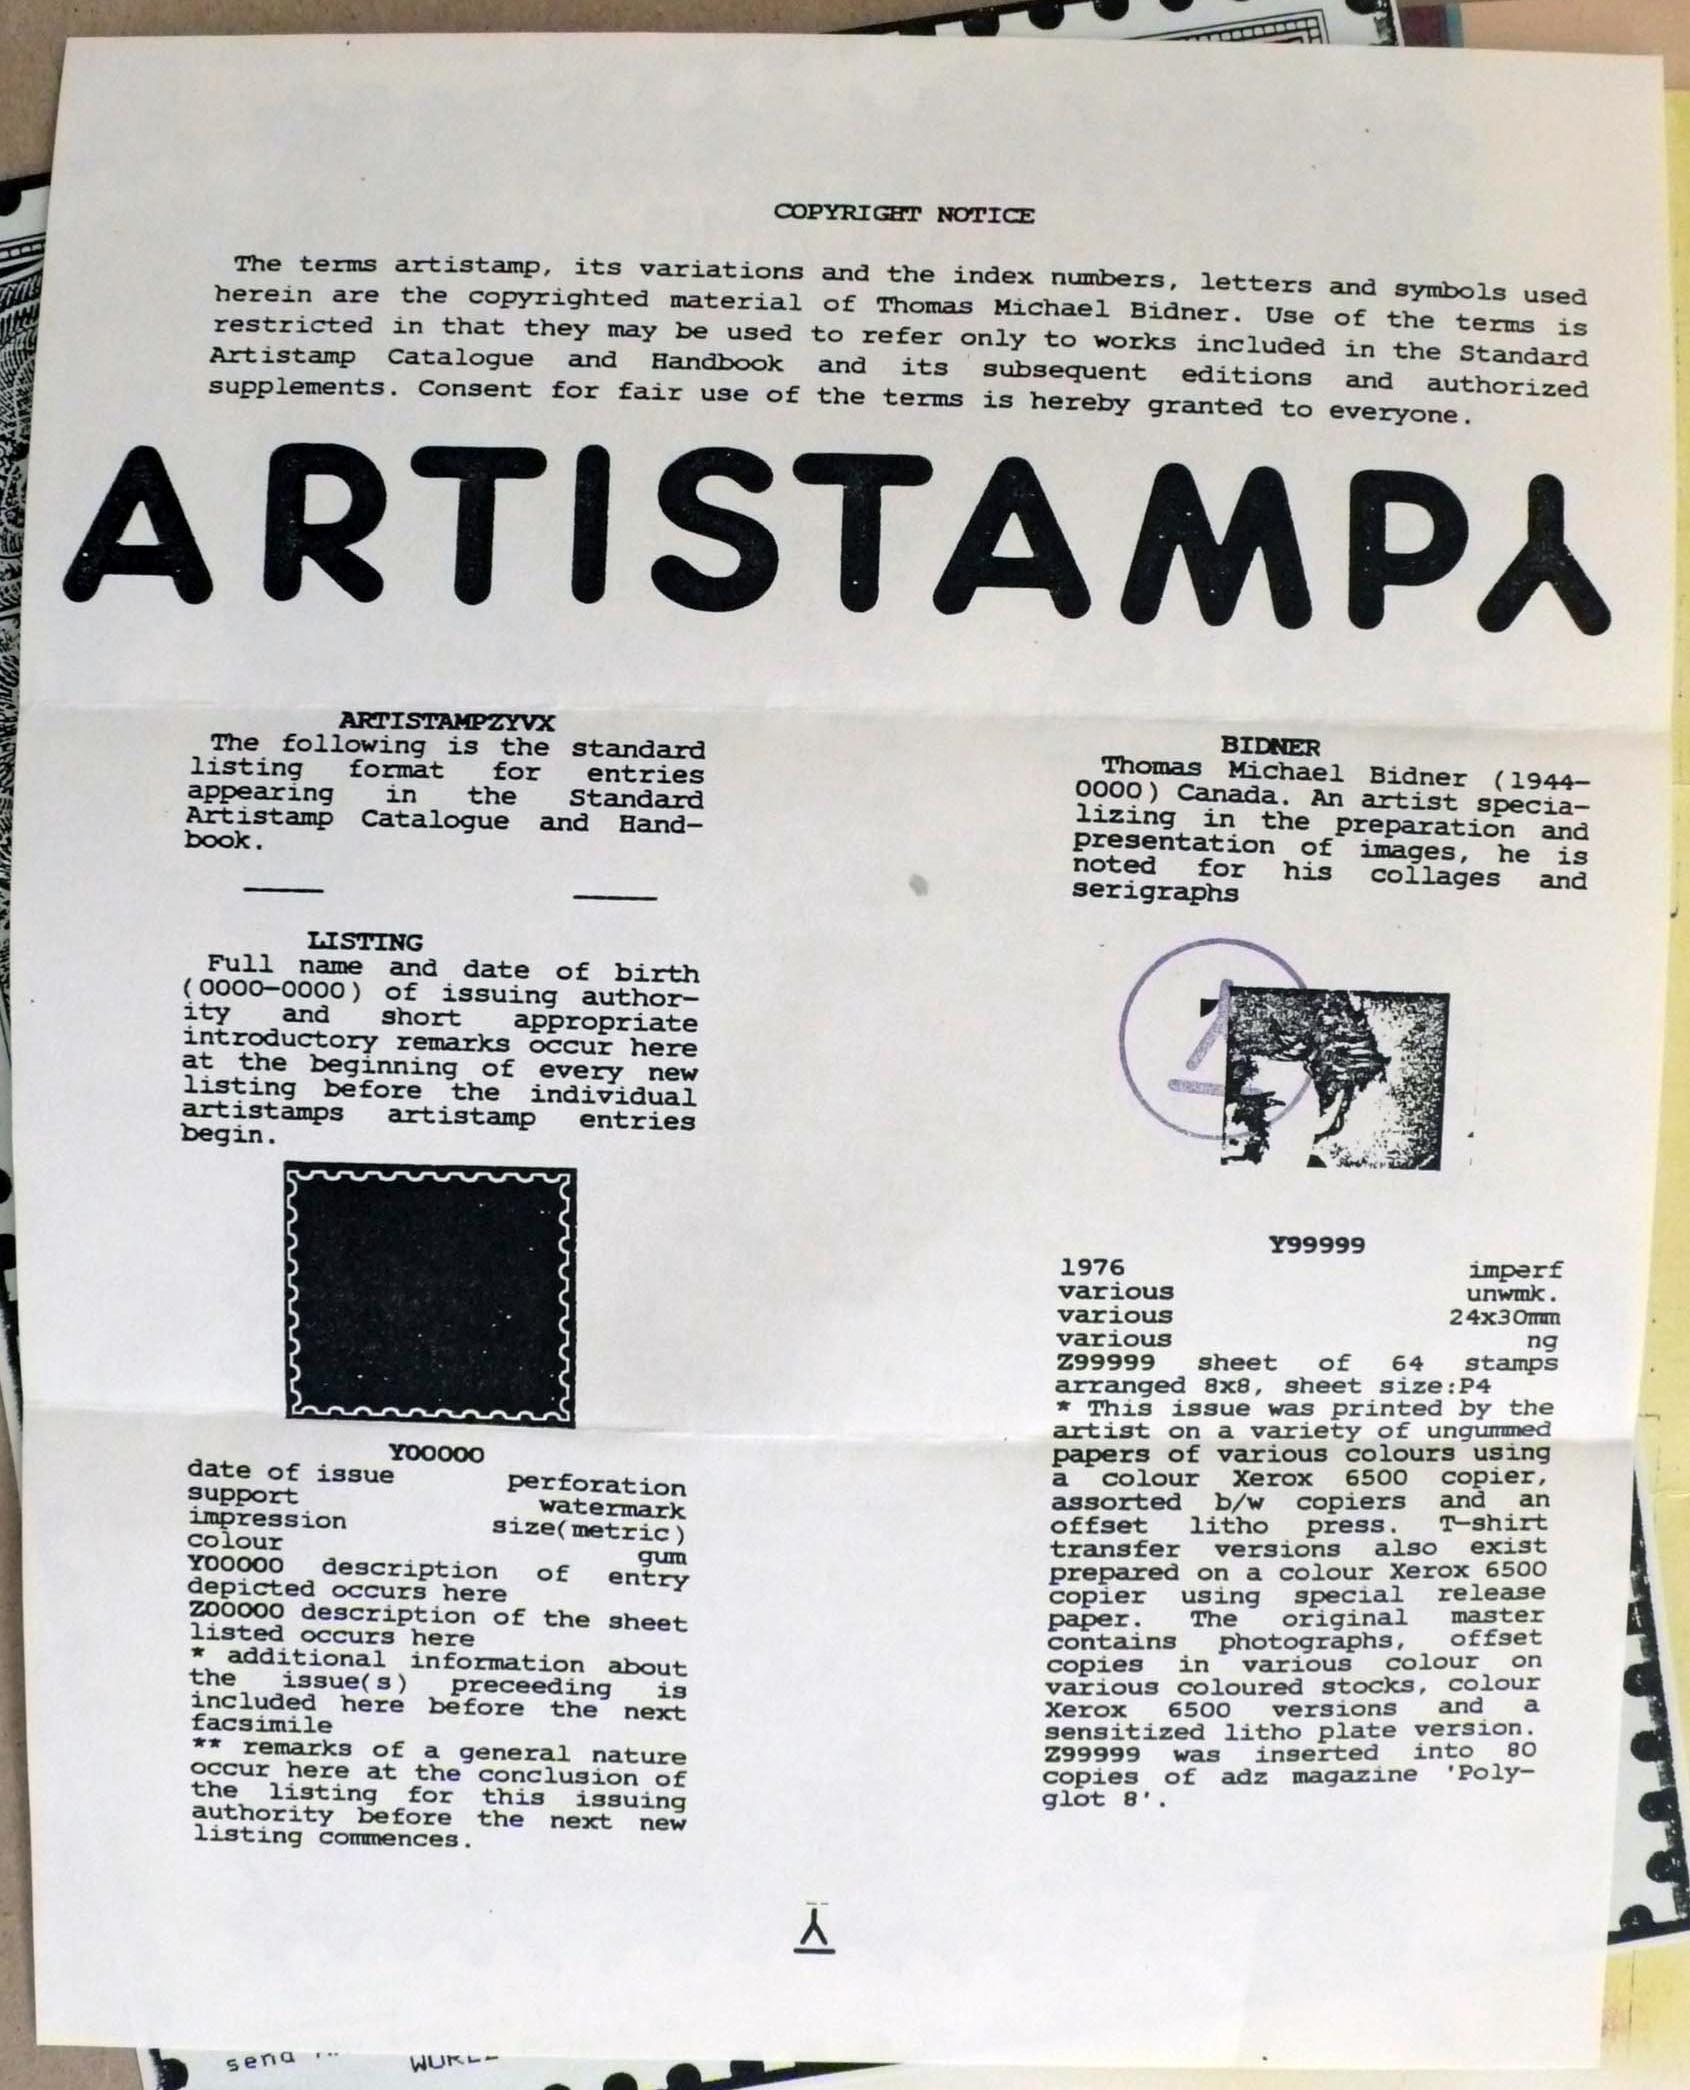 COPYRIGHT NOTICE
The terms artistamp, its variations and the index numbers, letters and symbols used
herein are the copyrighted material of Thomas Michael Bidner. Use of the terms is
restricted in that they may be used to refer only to works included in the Standard
Artistamp Catalogue and Handbook and its subsequent editions and authorized
supplements. Consent for fair use of the terms is hereby granted to everyone.
ARTISTAMP⅄
ARTISTAMPZYVX
The following is the standard
listing format for entries
appearing in the Standard
Artistamp Catalogue and Hand-
book.
LISTING
Full name and date of birth
(0000-0000) of issuing author-
ity and short appropriate
introductory remarks occur here
at the beginning of every new
listing before the individual
artistamps artistamp entries
begin.
Y00000
date of issue perforation
support watermark
impression size(metric)
colour gum
Y00000 description of entry
depicted occurs here
Z00000 description of the sheet
listed occurs here
* additional information about
the issue(s) preceeding is
included here before the next
facsimile
** remarks of a general nature
occur here at the conclusion of
the listing for this issuing
authority before the next new
listing commences.
BIDNER
Thomas Michael Bidner (1944-
0000) Canada. An artist specia-
lizing in the preparation and
presentation of images, he is
noted for his collages and
serigraphs
Y99999
1976 imperf
various unwmk.
various 24x30mm
various ng
Z99999 sheet of 64 stamps
arranged 8x8, sheet size:P4
* This issue was printed by the
artist on a variety of ungummed
papers of various colours using
a colour Xerox 6500 copier,
assorted b/w copiers and an
offset litho press. T-shirt
transfer versions also exist
prepared on a colour Xerox 6500
copier using special release
paper. The original master
contains photographs, offset
copies in various colour on
various coloured stocks, colour
Xerox 6500 versions and a
sensitized litho plate version.
Z99999 was inserted into 80
copies of adz magazine 'Poly-
glot 8'.
⅄
send